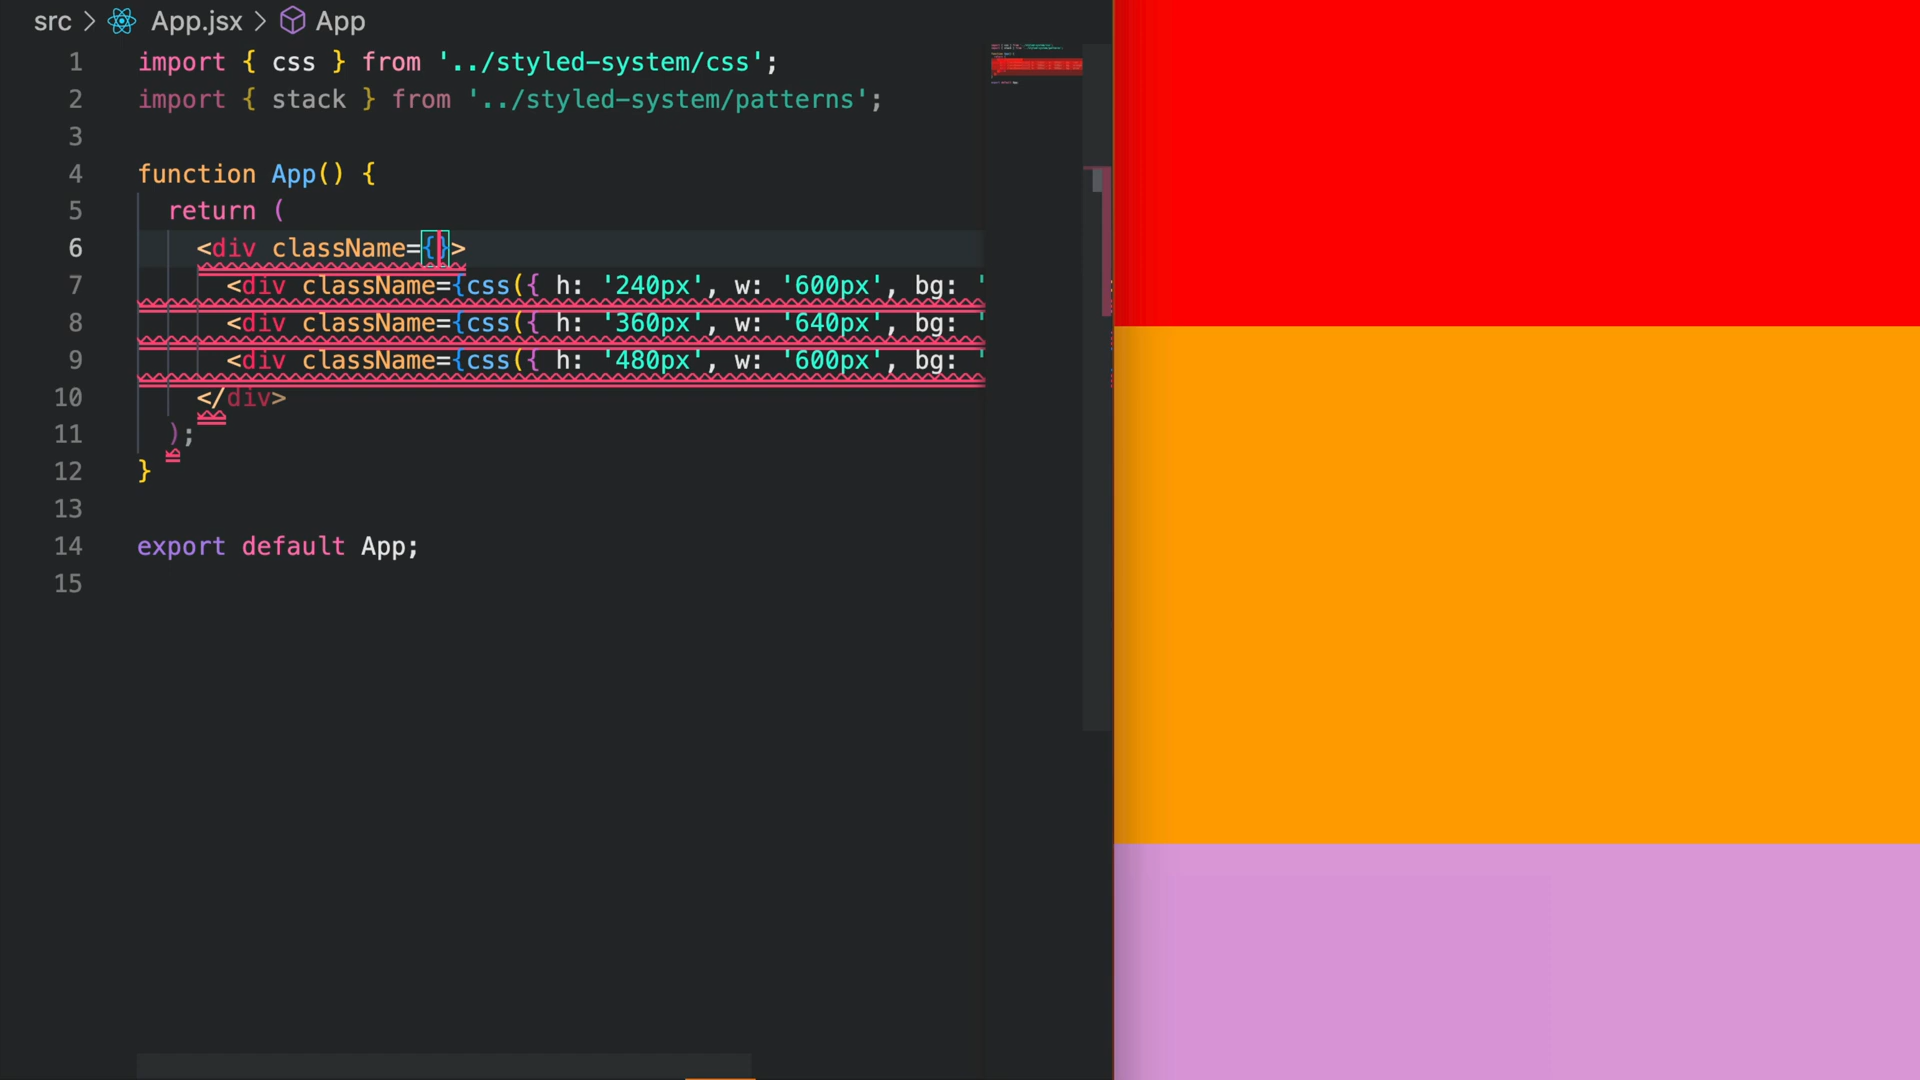 src > App.jsx > App
1 import { css } from '../styled-system/css';
2 import { stack } from '../styled-system/patterns';
3
4 function App() {
5 return (
6 <div className={}>
7 <div className={css({ h: '240px', w: '600px', bg: '
8 <div className={css({ h: '360px', w: '640px', bg: '
9 <div className={css({ h: '480px', w: '600px', bg: '
10 </div>
11 );
12 }
13
14 export default App;
15